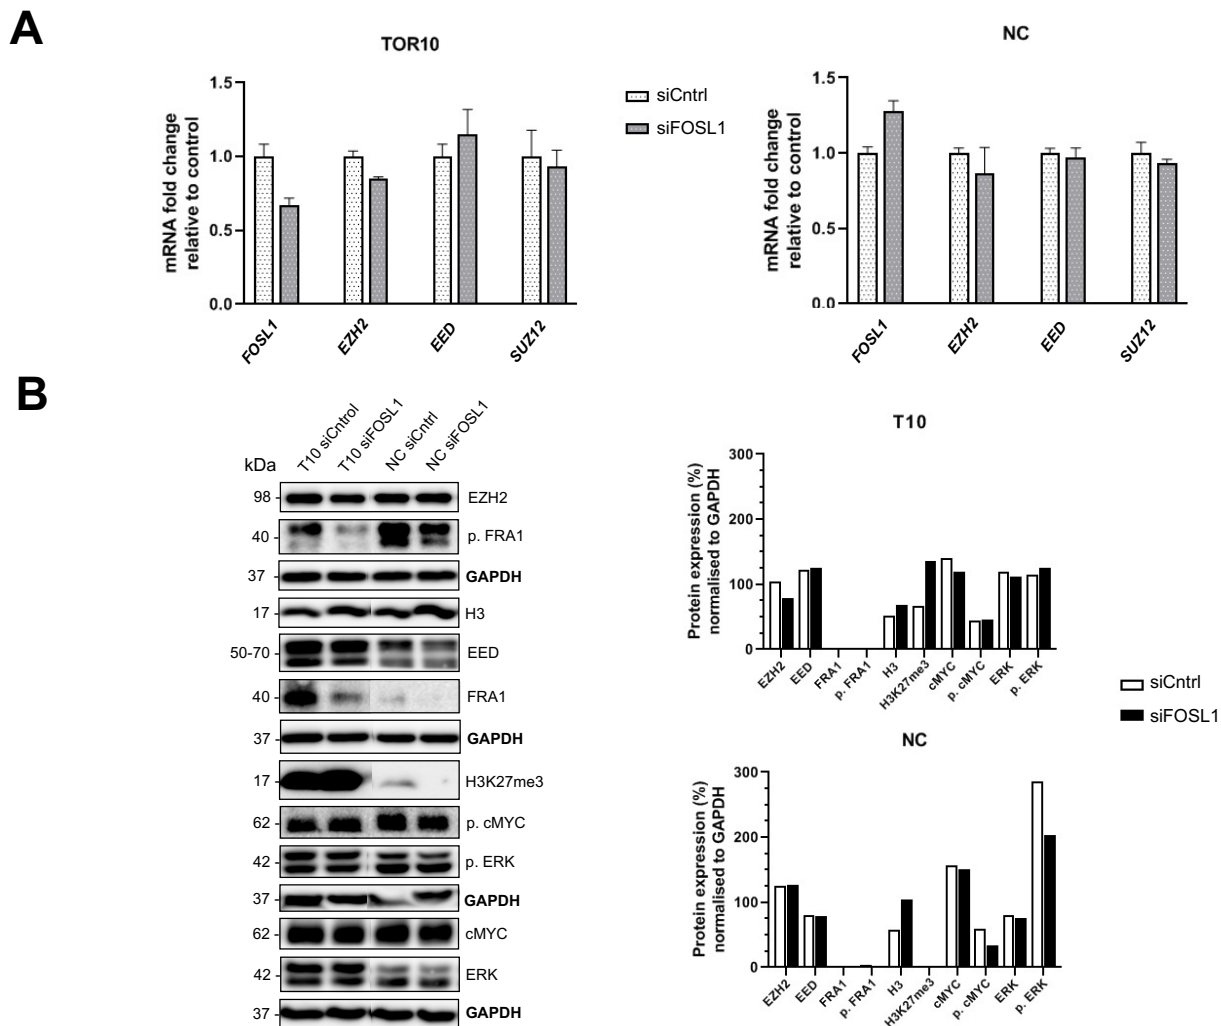 A
TOR10
mRNA fold change
relative to control
1.5
1.0
0.5
0.0
FOSL1
EZH2
EED
SUZ12
siCntrl
siFOSL1
NC
mRNA fold change
relative to control
1.5
1.0
0.5
0.0
FOSL1
EZH2
EED
SUZ12
B
kDa
T10 siCntrol
T10 siFOSL1
NC siCntrl
NC siFOSL1
98 EZH2
40 p. FRA1
37 GAPDH
17 H3
50-70 EED
40 FRA1
37 GAPDH
17 H3K27me3
62 p. cMYC
42 p. ERK
37 GAPDH
62 cMYC
42 ERK
37 GAPDH
T10
Protein expression (%)
normalised to GAPDH
300
200
100
0
EZH2
EED
FRA1
p. FRA1
H3
H3K27me3
cMYC
p. cMYC
ERK
p. ERK
siCntrl
siFOSL1
NC
Protein expression (%)
normalised to GAPDH
300
200
100
0
EZH2
EED
FRA1
p. FRA1
H3
H3K27me3
cMYC
p. cMYC
ERK
p. ERK